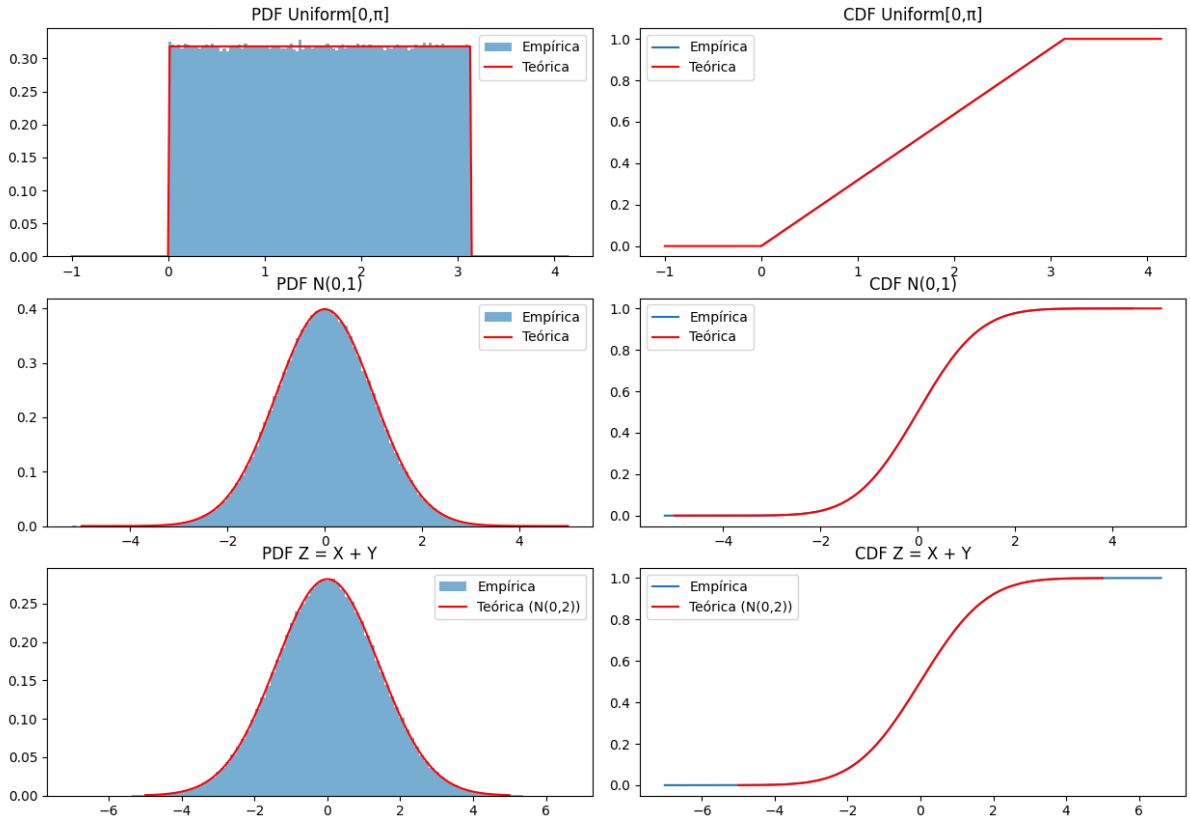 PDF Uniform[0,π]
0.30
0.25
0.20
0.15
0.10
0.05
0.00
Empírica
Teórica
−1 0 1 2 3 4
CDF Uniform[0,π]
1.0
0.8
0.6
0.4
0.2
0.0
Empírica
Teórica
−1 0 1 2 3 4
PDF N(0,1)
0.4
0.3
0.2
0.1
0.0
Empírica
Teórica
−4 −2 0 2 4
CDF N(0,1)
1.0
0.8
0.6
0.4
0.2
0.0
Empírica
Teórica
−4 −2 0 2 4
PDF Z = X + Y
0.25
0.20
0.15
0.10
0.05
0.00
Empírica
Teórica (N(0,2))
−6 −4 −2 0 2 4 6
CDF Z = X + Y
1.0
0.8
0.6
0.4
0.2
0.0
Empírica
Teórica (N(0,2))
−6 −4 −2 0 2 4 6